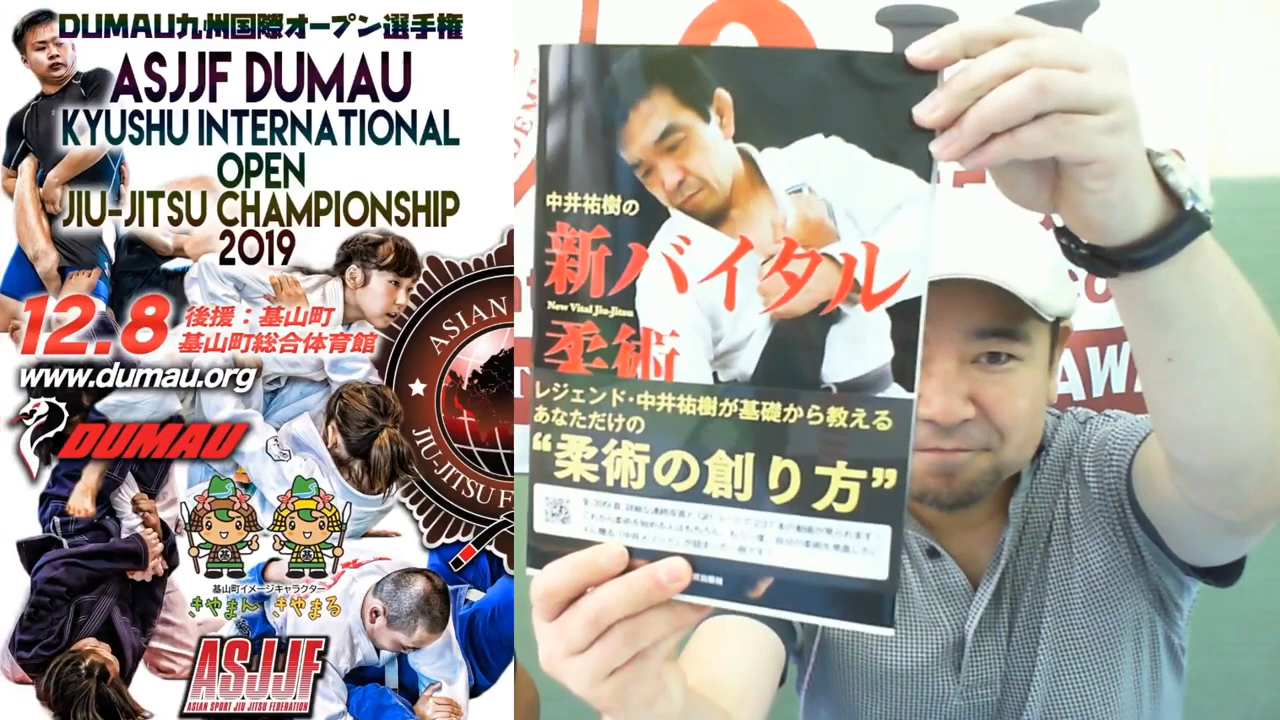 DUMAU九州国際オープン選手権
ASJJF DUMAU
KYUSHU INTERNATIONAL
OPEN
JIU-JITSU CHAMPIONSHIP
2019
12.8
後援：基山町
基山町総合体育館
www.dumau.org
DUMAU
基山町イメージキャラクター
きやまん きやまる
ASJJF
ASIAN SPORT JIU JITSU FEDERATION
ASIAN
JIU-JITSU F
中井祐樹の
新バイタル
New Vital Jiu-Jitsu
柔術
レジェンド・中井祐樹が基礎から教える
あなただけの
“柔術の創り方”
AWA